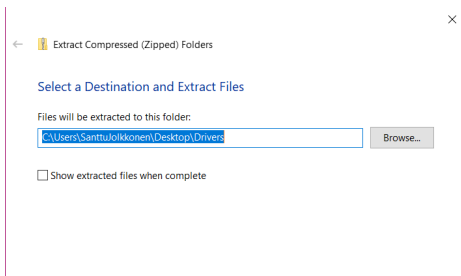 Extract Compressed (Zipped) Folders
Select a Destination and Extract Files
Files will be extracted to this folder:
C:\Users\SanttuJolkkonen\Desktop\Drivers
Browse...
Show extracted files when complete